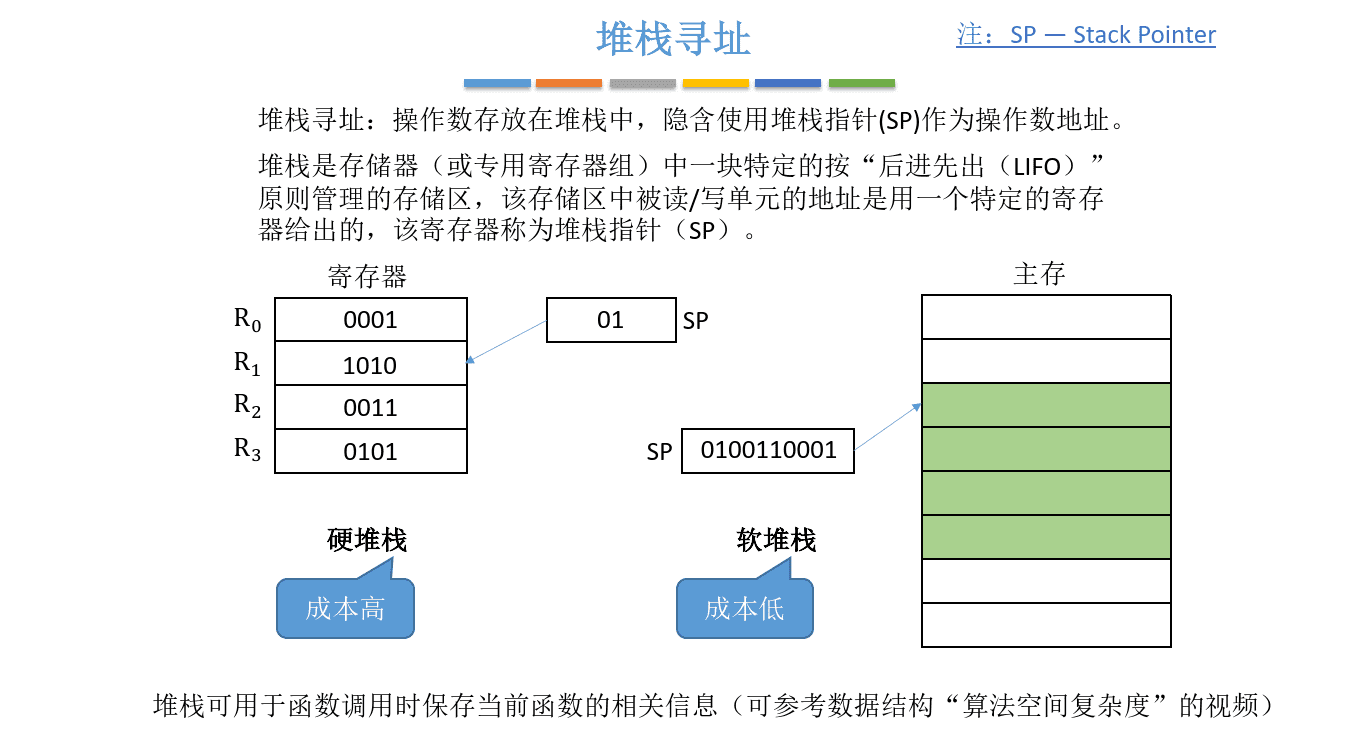 堆栈寻址
注：SP — Stack Pointer
堆栈寻址：操作数存放在堆栈中，隐含使用堆栈指针(SP)作为操作数地址。
堆栈是存储器（或专用寄存器组）中一块特定的按“后进先出（LIFO）”
原则管理的存储区，该存储区中被读/写单元的地址是用一个特定的寄存
器给出的，该寄存器称为堆栈指针（SP）。
寄存器
主存
R₀ 0001
01 SP
R₁ 1010
R₂ 0011
R₃ 0101
SP 0100110001
硬堆栈
软堆栈
成本高
成本低
堆栈可用于函数调用时保存当前函数的相关信息（可参考数据结构“算法空间复杂度”的视频）